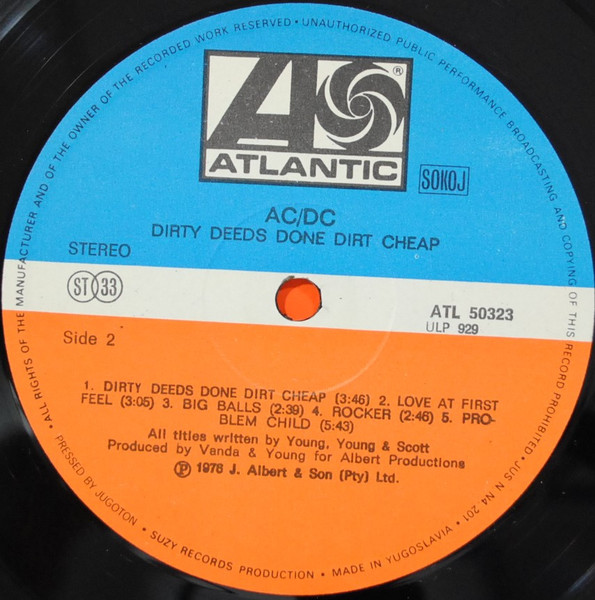 · ALL RIGHTS OF THE MANUFACTURER AND OF THE OWNER OF THE RECORDED WORK RESERVED · UNAUTHORIZED PUBLIC PERFORMANCE BROADCASTING AND COPYING OF THIS RECORD PROHIBITED · JUS N N4 201
ATLANTIC
®
SOKOJ
AC/DC
DIRTY DEEDS DONE DIRT CHEAP
STEREO
ST 33
ATL 50323
ULP 929
Side 2
1. DIRTY DEEDS DONE DIRT CHEAP (3:46) 2. LOVE AT FIRST
FEEL (3:05) 3. BIG BALLS (2:39) 4. ROCKER (2:46) 5. PRO-
BLEM CHILD (5:43)
All titles written by Young, Young & Scott
Produced by Vanda & Young for Albert Productions
Ⓟ 1976 J. Albert & Son (Pty) Ltd.
PRESSED BY JUGOTON · SUZY RECORDS PRODUCTION · MADE IN YUGOSLAVIA ·